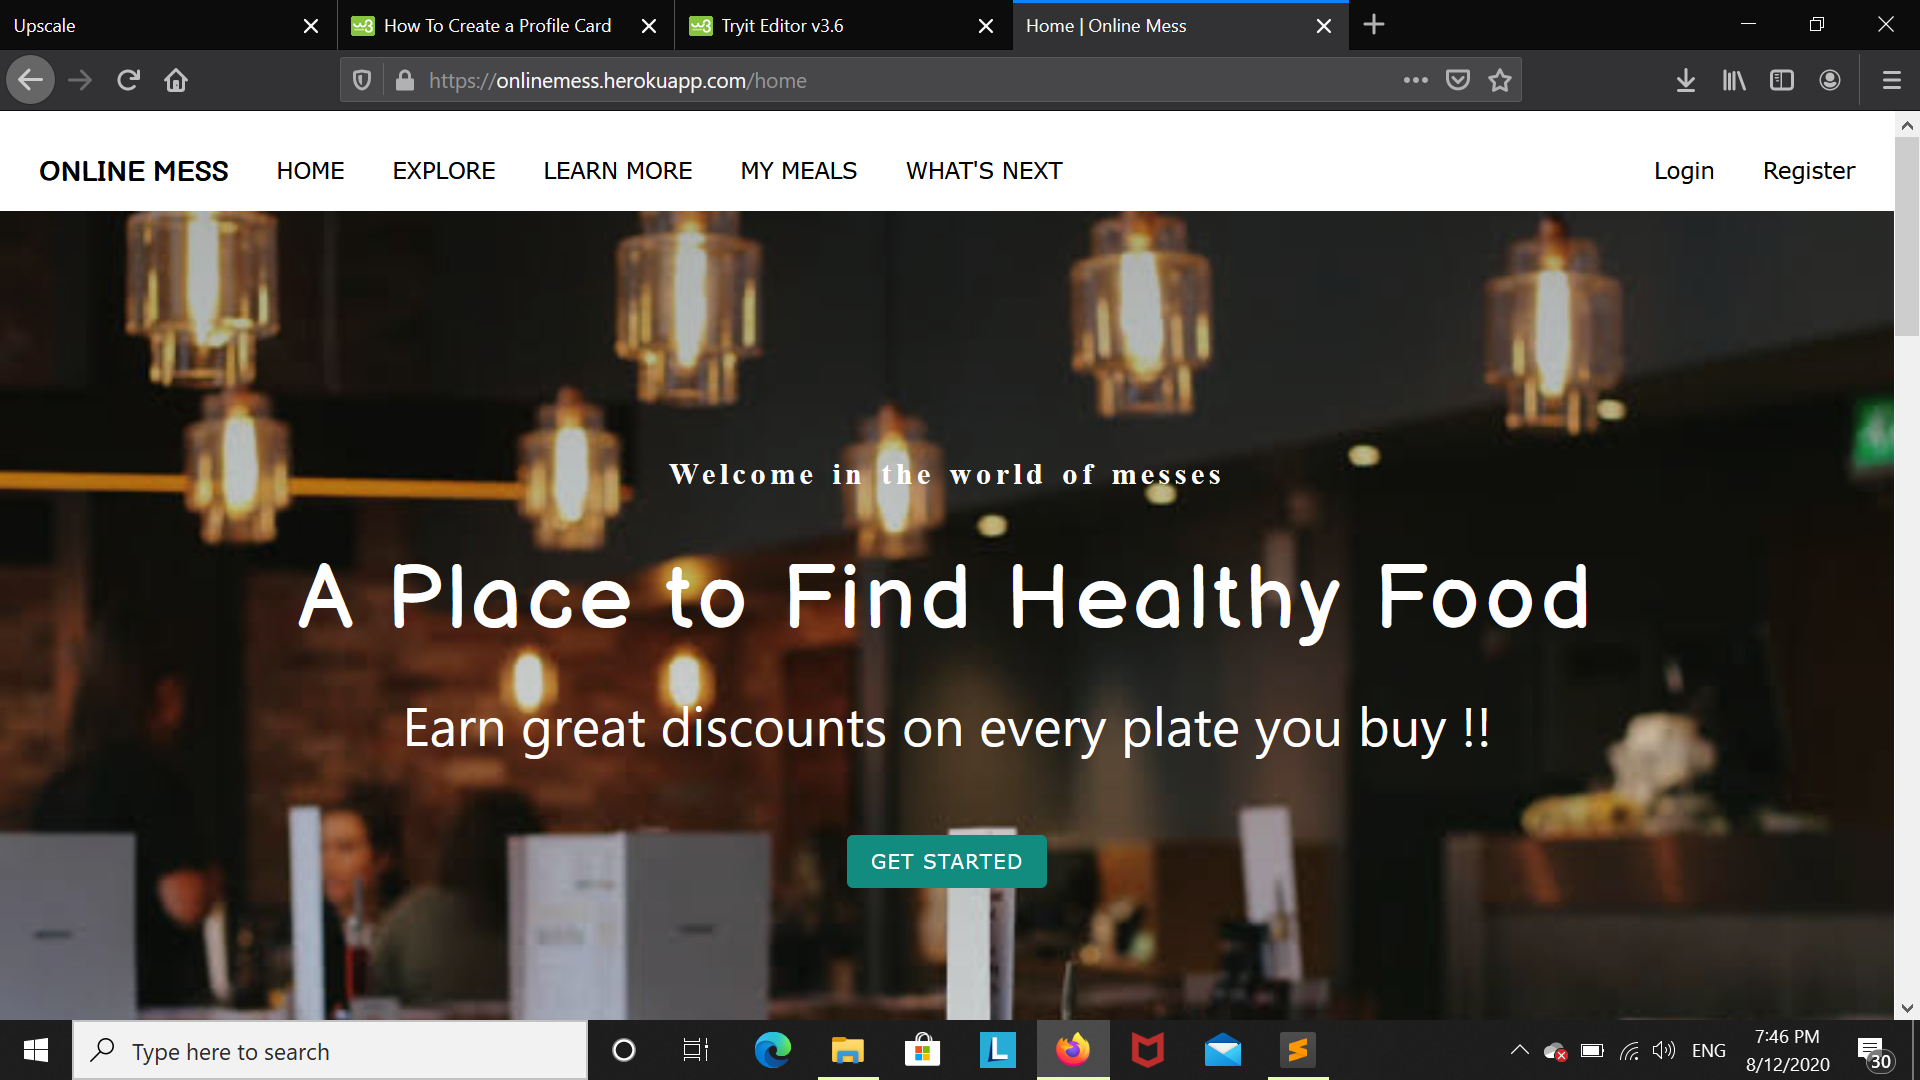 Upscale
How To Create a Profile Card
Tryit Editor v3.6
Home | Online Mess
https://onlinemess.herokuapp.com/home
ONLINE MESS HOME EXPLORE LEARN MORE MY MEALS WHAT'S NEXT Login Register
Welcome in the world of messes
A Place to Find Healthy Food
Earn great discounts on every plate you buy !!
GET STARTED
Type here to search
ENG
7:46 PM
8/12/2020
30